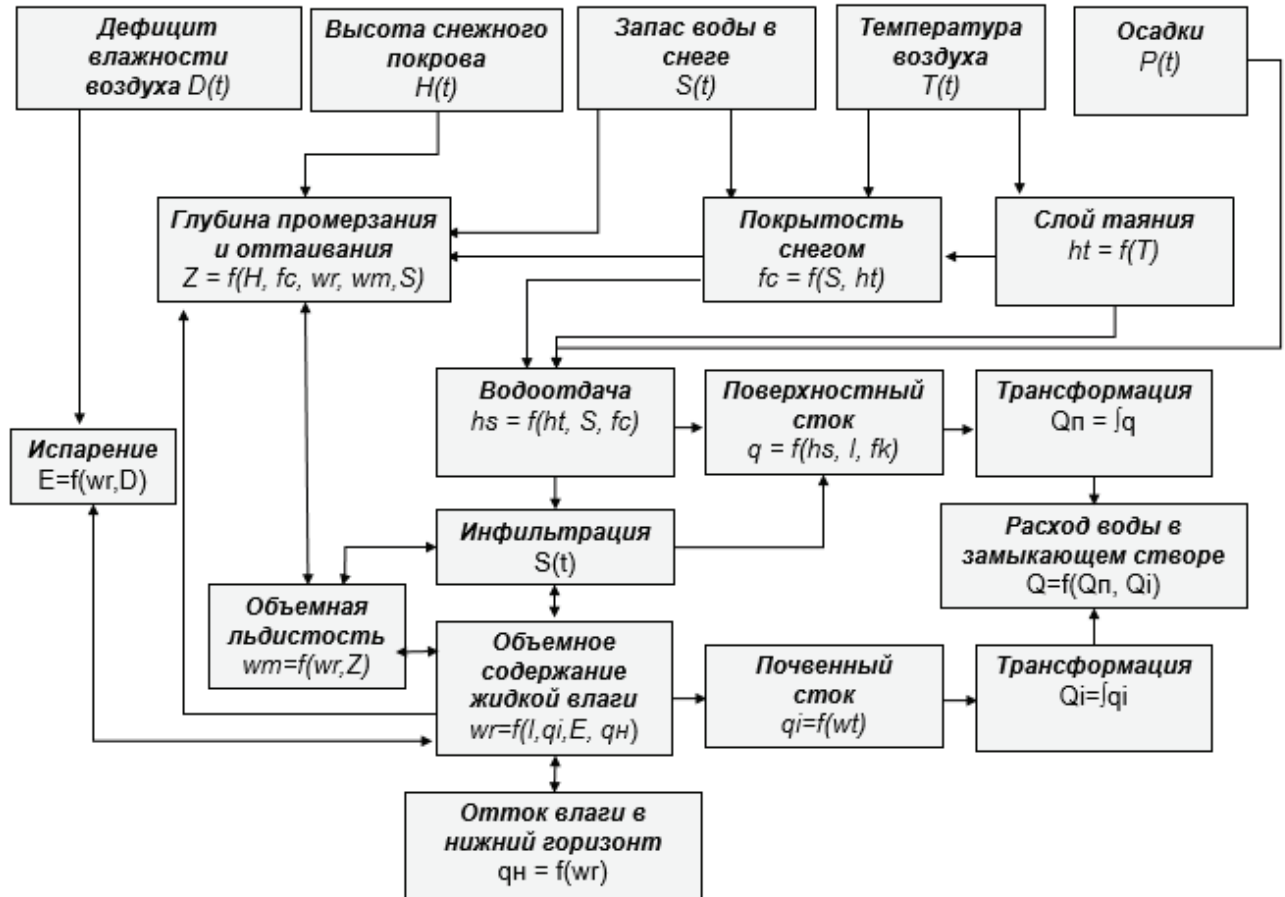 Дефицит
влажности
воздуха D(t)
Высота снежного
покрова
H(t)
Запас воды в
снеге
S(t)
Температура
воздуха
T(t)
Осадки
P(t)
Глубина промерзания
и оттаивания
Z = f(H, fc, wr, wm,S)
Покрытость
снегом
fc = f(S, ht)
Слой таяния
ht = f(T)
Водоотдача
hs = f(ht, S, fc)
Поверхностный
сток
q = f(hs, I, fk)
Трансформация
Qп = ∫q
Испарение
E=f(wr,D)
Инфильтрация
S(t)
Расход воды в
замыкающем створе
Q=f(Qп, Qi)
Объемная
льдистость
wm=f(wr,Z)
Объемное
содержание
жидкой влаги
wr=f(I,qi,E, qн)
Почвенный
сток
qi=f(wt)
Трансформация
Qi=∫qi
Отток влаги в
нижний горизонт
qн = f(wr)